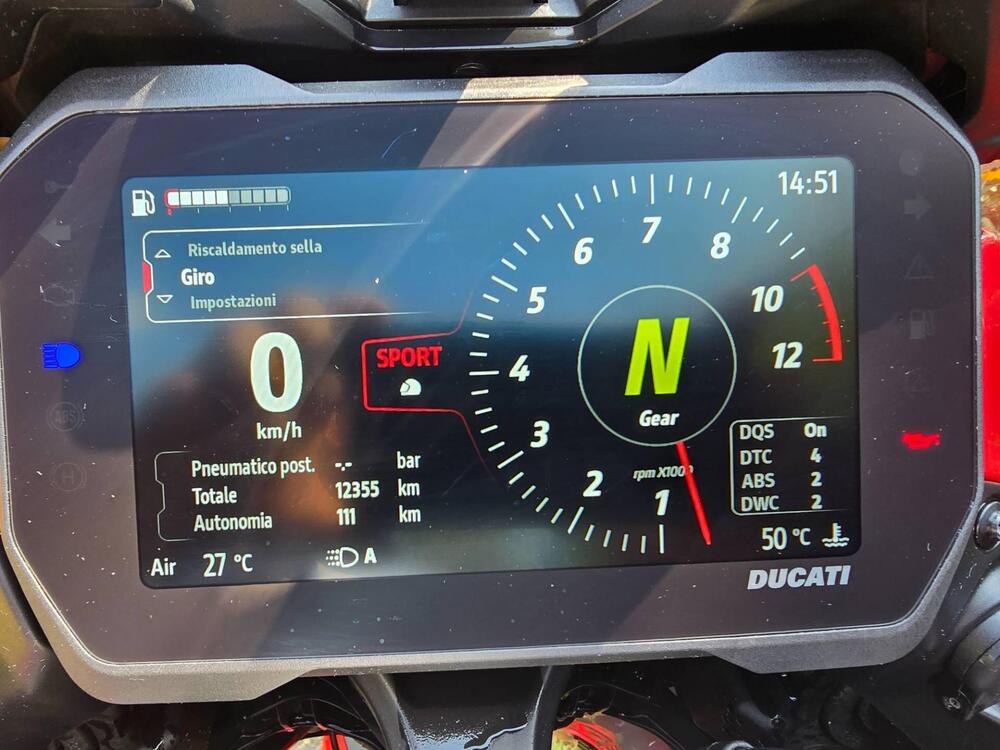 14:51
Riscaldamento sella
Giro
Impostazioni
0
km/h
SPORT
1
2
3
4
5
6
7
8
10
12
N
Gear
rpm X1000
DQS On
DTC 4
ABS 2
DWC 2
Pneumatico post. -.- bar
Totale 12355 km
Autonomia 111 km
Air 27 °C
A
50 °C
DUCATI
ABS
H